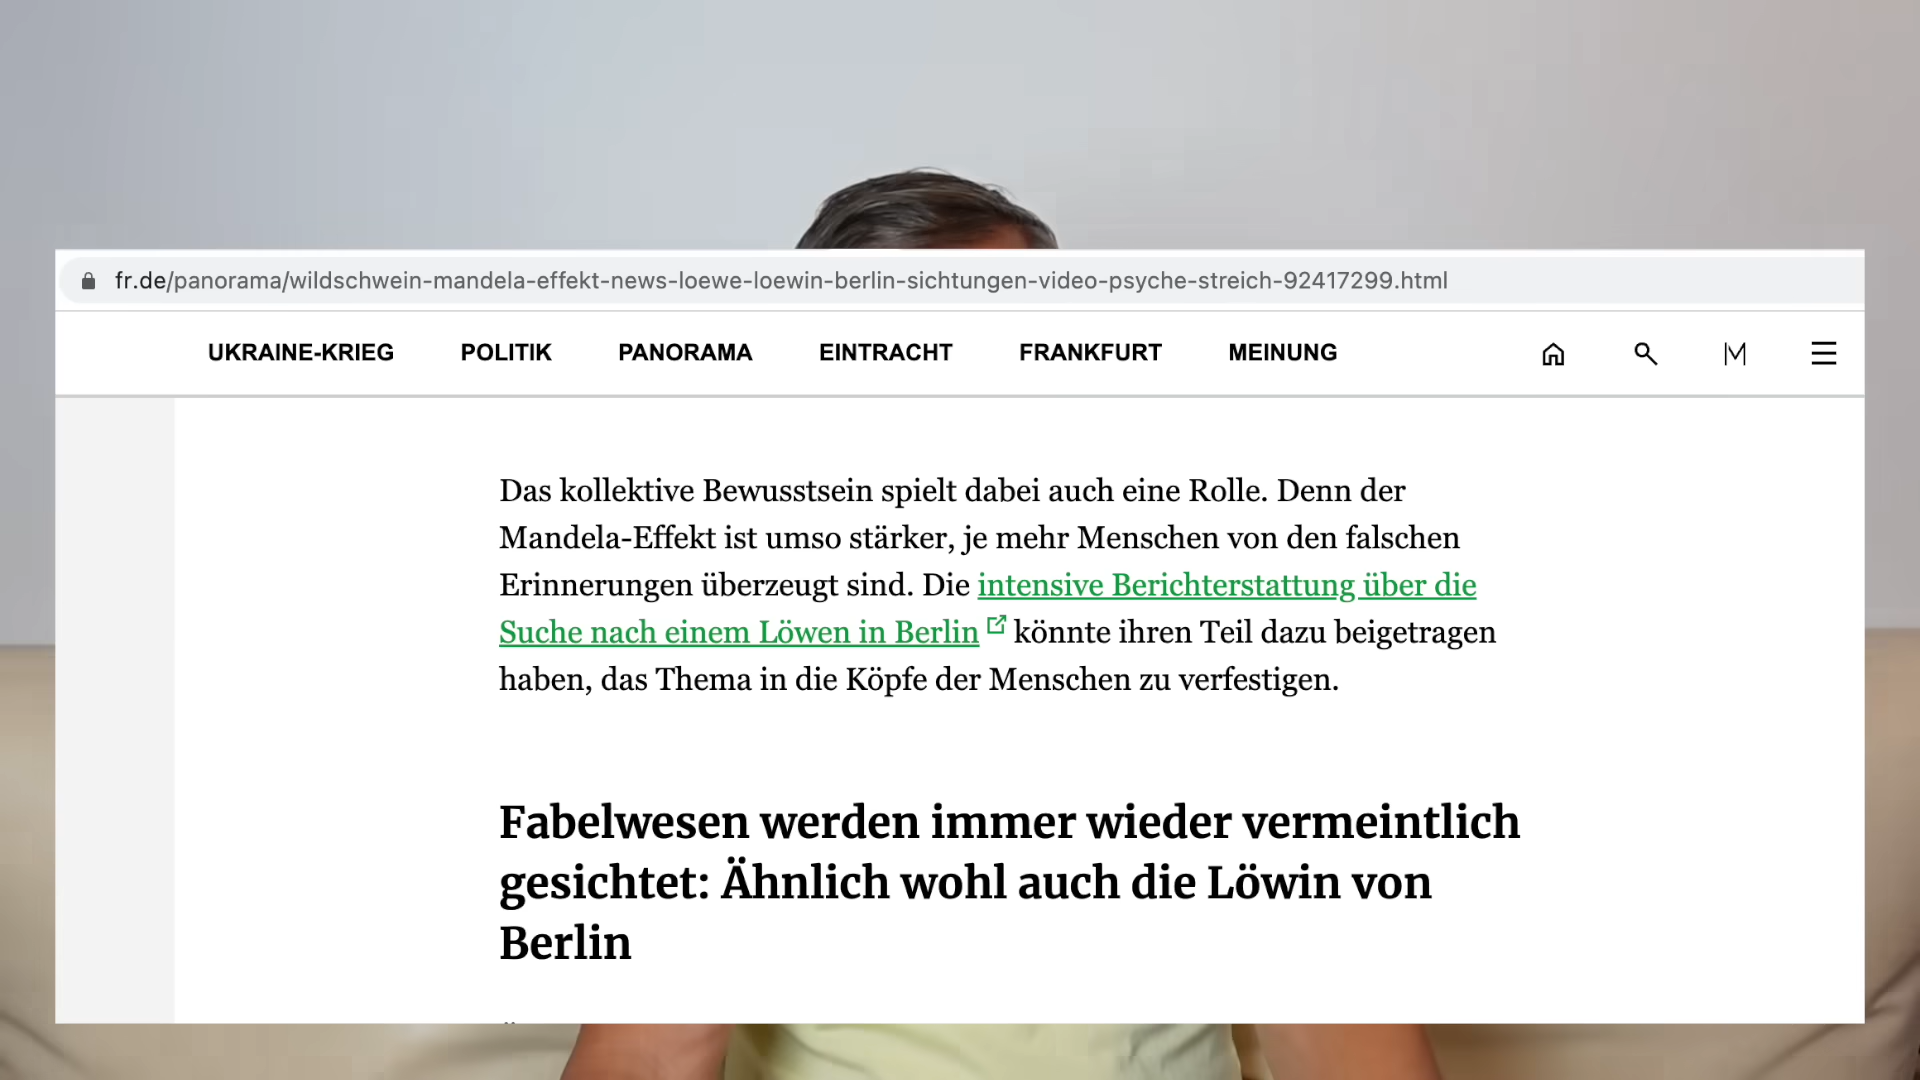 fr.de/panorama/wildschwein-mandela-effekt-news-loewe-loewin-berlin-sichtungen-video-psyche-streich-92417299.html
UKRAINE-KRIEG POLITIK PANORAMA EINTRACHT FRANKFURT MEINUNG
Das kollektive Bewusstsein spielt dabei auch eine Rolle. Denn der
Mandela-Effekt ist umso stärker, je mehr Menschen von den falschen
Erinnerungen überzeugt sind. Die intensive Berichterstattung über die
Suche nach einem Löwen in Berlin könnte ihren Teil dazu beigetragen
haben, das Thema in die Köpfe der Menschen zu verfestigen.
Fabelwesen werden immer wieder vermeintlich
gesichtet: Ähnlich wohl auch die Löwin von
Berlin